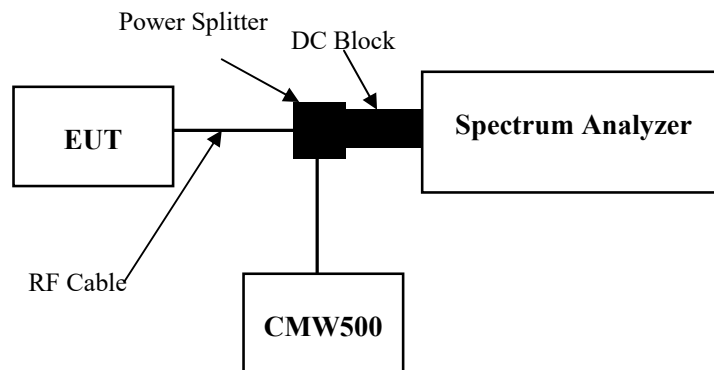 Power Splitter
DC Block
EUT
Spectrum Analyzer
RF Cable
CMW500